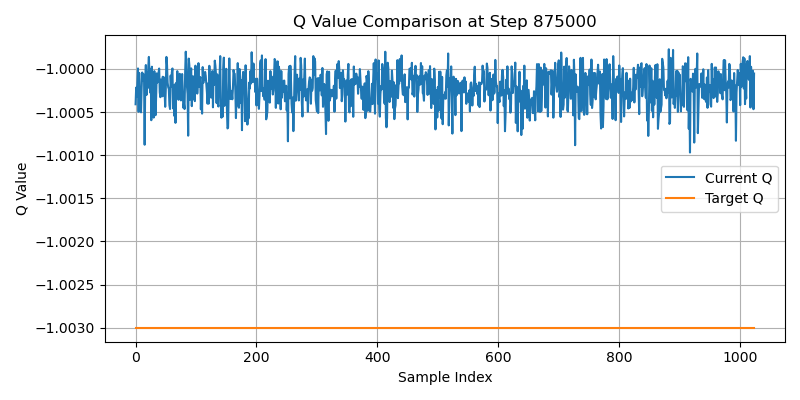 Q Value Comparison at Step 875000
Q Value
−1.0000
−1.0005
−1.0010
−1.0015
−1.0020
−1.0025
−1.0030
Current Q
Target Q
0
200
400
600
800
1000
Sample Index